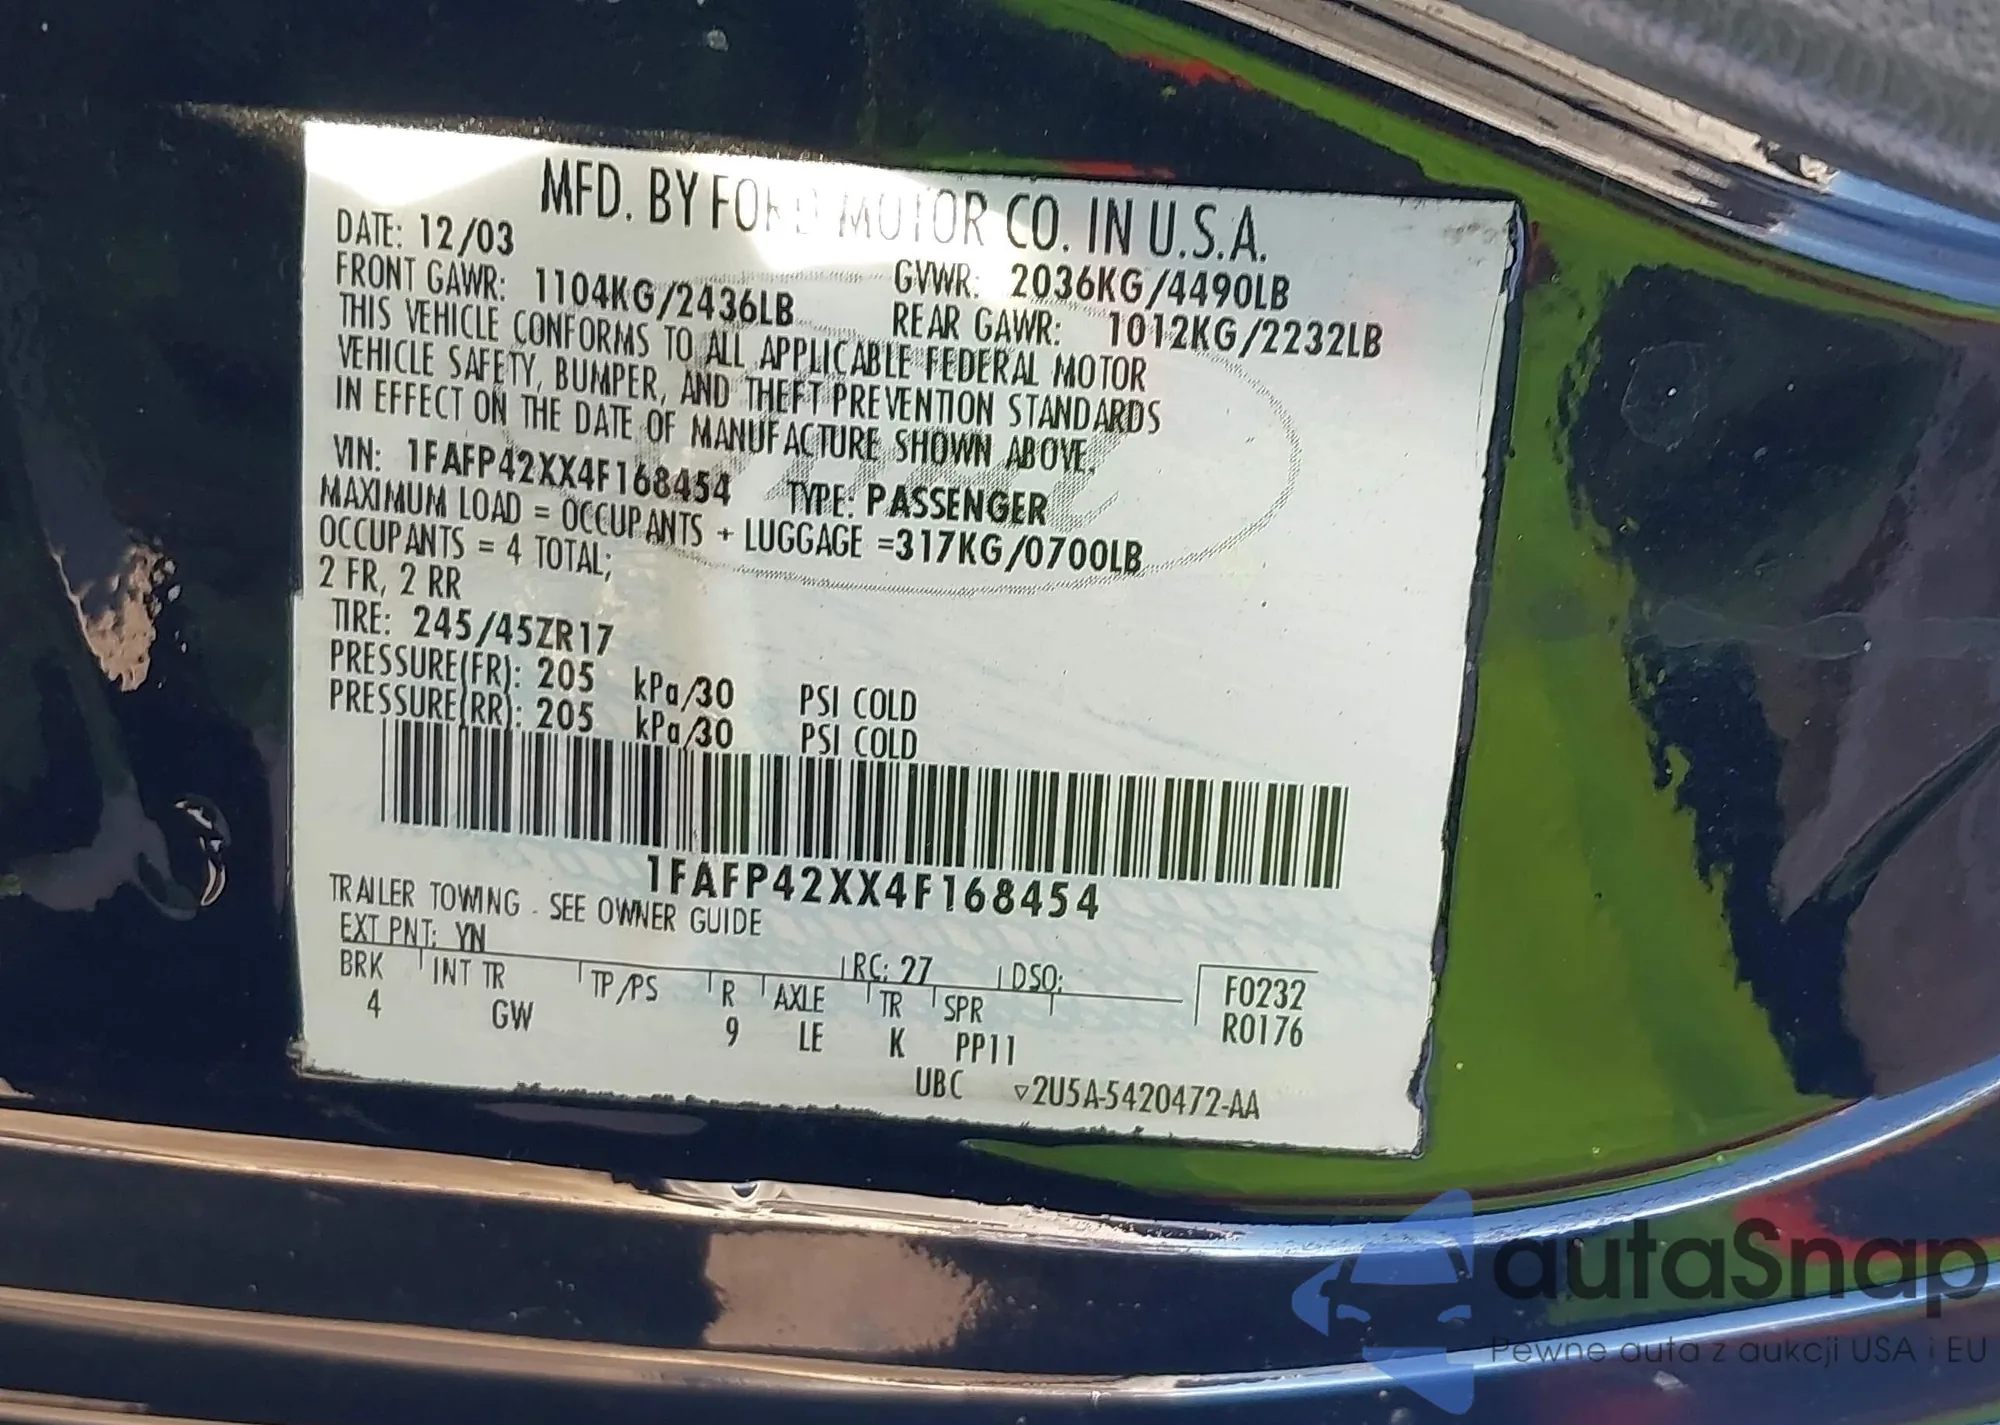 MFD. BY FORD MOTOR CO. IN U.S.A.
DATE: 12/03 GVWR: 2036KG/4490LB
FRONT GAWR: 1104KG/2436LB REAR GAWR: 1012KG/2232LB
THIS VEHICLE CONFORMS TO ALL APPLICABLE FEDERAL MOTOR
VEHICLE SAFETY, BUMPER, AND THEFT PREVENTION STANDARDS
IN EFFECT ON THE DATE OF MANUFACTURE SHOWN ABOVE.
VIN: 1FAFP42XX4F168454 TYPE: PASSENGER
MAXIMUM LOAD = OCCUPANTS + LUGGAGE =317KG/0700LB
OCCUPANTS = 4 TOTAL;
2 FR, 2 RR
TIRE: 245/45ZR17
PRESSURE(FR): 205 kPa/30 PSI COLD
PRESSURE(RR): 205 kPa/30 PSI COLD
1FAFP42XX4F168454
TRAILER TOWING - SEE OWNER GUIDE
EXT PNT: YN RC: 27 DSO: F0232
BRK INT TR TP/PS R AXLE TR SPR R0176
4 GW 9 LE K PP11
UBC ▽2U5A-5420472-AA
autaSnap
Pewne auta z aukcji USA i EU